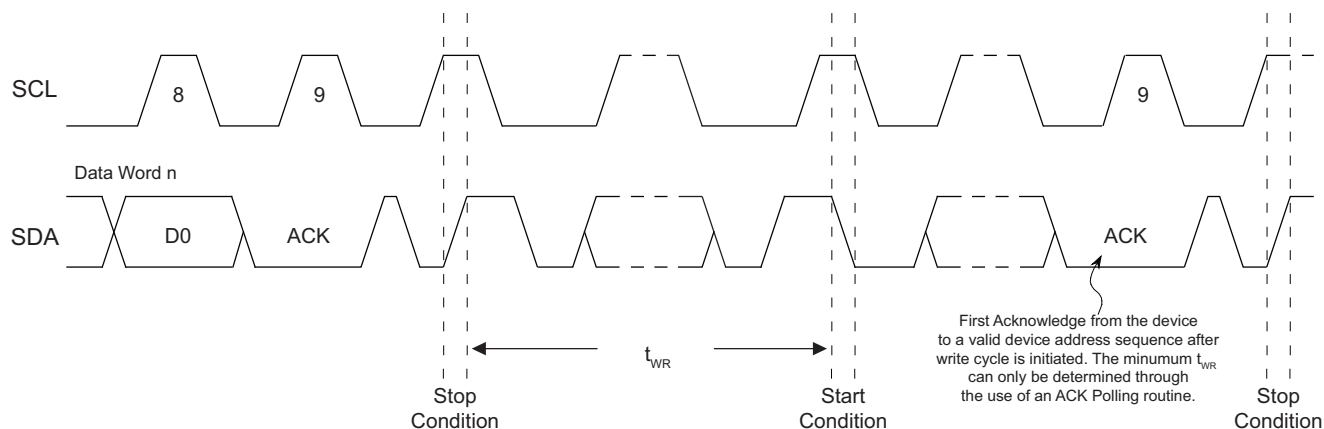 SCL
8
9
9
Data Word n
SDA
D0
ACK
ACK
First Acknowledge from the device
to a valid device address sequence after
write cycle is initiated. The minumum tWR
can only be determined through
the use of an ACK Polling routine.
tWR
Stop
Condition
Start
Condition
Stop
Condition